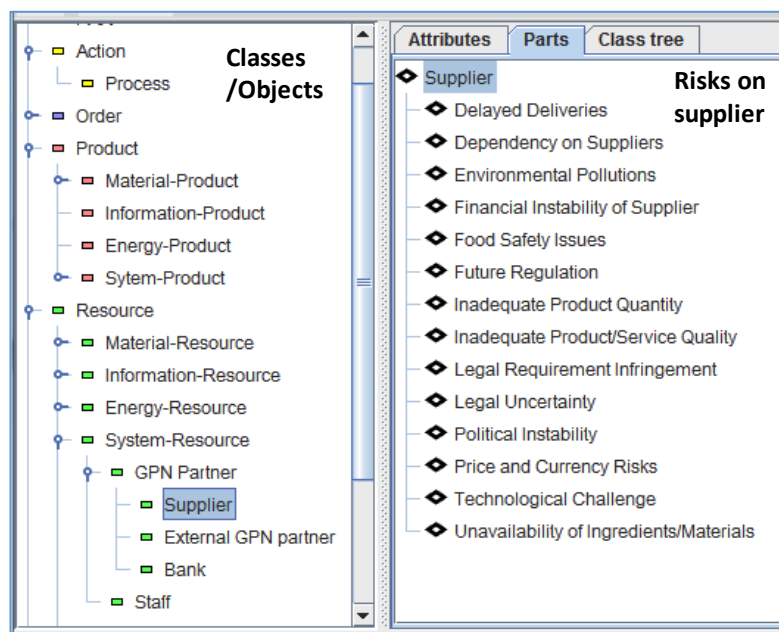 Action
Process
Order
Product
Material-Product
Information-Product
Energy-Product
Sytem-Product
Resource
Material-Resource
Information-Resource
Energy-Resource
System-Resource
GPN Partner
Supplier
External GPN partner
Bank
Staff
Classes
/Objects
Attributes Parts Class tree
Supplier
Delayed Deliveries
Dependency on Suppliers
Environmental Pollutions
Financial Instability of Supplier
Food Safety Issues
Future Regulation
Inadequate Product Quantity
Inadequate Product/Service Quality
Legal Requirement Infringement
Legal Uncertainty
Political Instability
Price and Currency Risks
Technological Challenge
Unavailability of Ingredients/Materials
Risks on
supplier